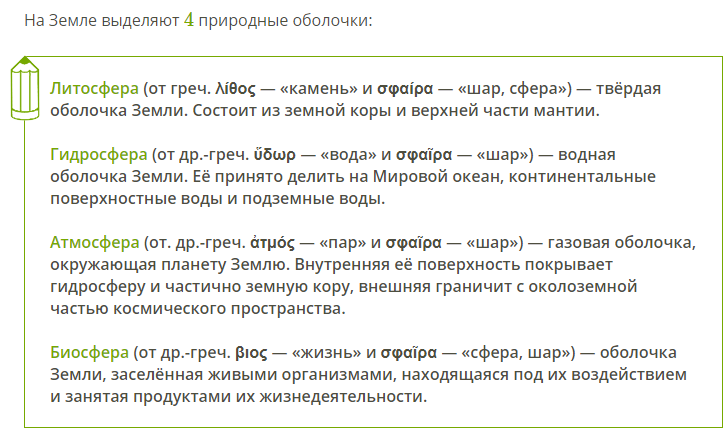 На Земле выделяют 4 природные оболочки:
Литосфера (от греч. λίθος — «камень» и σφαίρα — «шар, сфера») — твёрдая
оболочка Земли. Состоит из земной коры и верхней части мантии.
Гидросфера (от др.-греч. ὕδωρ — «вода» и σφαῖρα — «шар») — водная
оболочка Земли. Её принято делить на Мировой океан, континентальные
поверхностные воды и подземные воды.
Атмосфера (от. др.-греч. ἀτμός — «пар» и σφαῖρα — «шар») — газовая оболочка,
окружающая планету Землю. Внутренняя её поверхность покрывает
гидросферу и частично земную кору, внешняя граничит с околоземной
частью космического пространства.
Биосфера (от др.-греч. βιος — «жизнь» и σφαῖρα — «сфера, шар») — оболочка
Земли, заселённая живыми организмами, находящаяся под их воздействием
и занятая продуктами их жизнедеятельности.